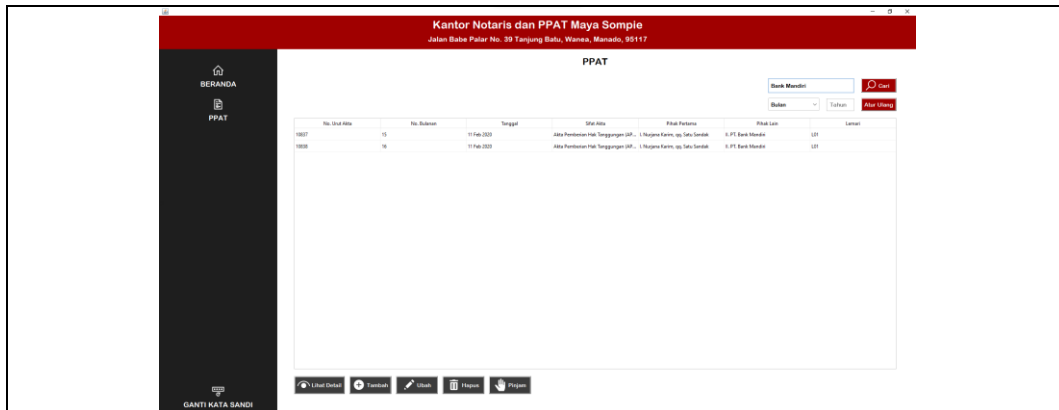 Kantor Notaris dan PPAT Maya Sompie
Jalan Babe Palar No. 39 Tanjung Batu, Wanea, Manado, 95117
BERANDA
PPAT
PPAT
Bank Mandiri Cari
Bulan Tahun Atur Ulang
No. Urut Akta No. Bulanan Tanggal Sifat Akta Pihak Pertama Pihak Lain Lemari
15 11 Feb 2020 Akta Pemberian Hak Tanggungan (AP... I. Nurjana Karim, qq. Satu Sandak II. PT. Bank Mandiri L01
16 11 Feb 2020 Akta Pemberian Hak Tanggungan (AP... I. Nurjana Karim, qq. Satu Sandak II. PT. Bank Mandiri L01
Lihat Detail Tambah Ubah Hapus Pinjam
GANTI KATA SANDI